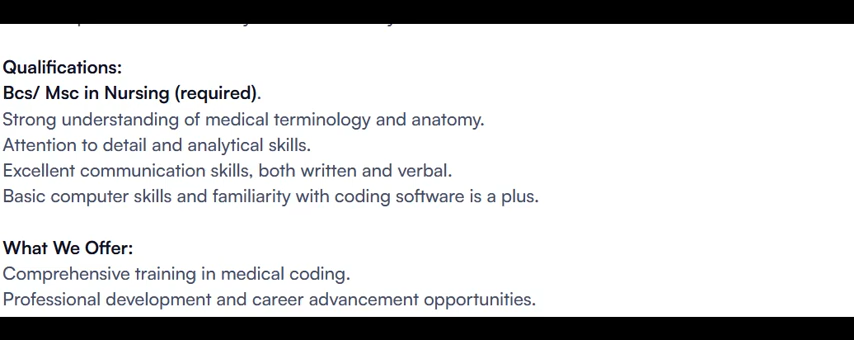 Qualifications:
Bcs/ Msc in Nursing (required).
Strong understanding of medical terminology and anatomy.
Attention to detail and analytical skills.
Excellent communication skills, both written and verbal.
Basic computer skills and familiarity with coding software is a plus.
What We Offer:
Comprehensive training in medical coding.
Professional development and career advancement opportunities.